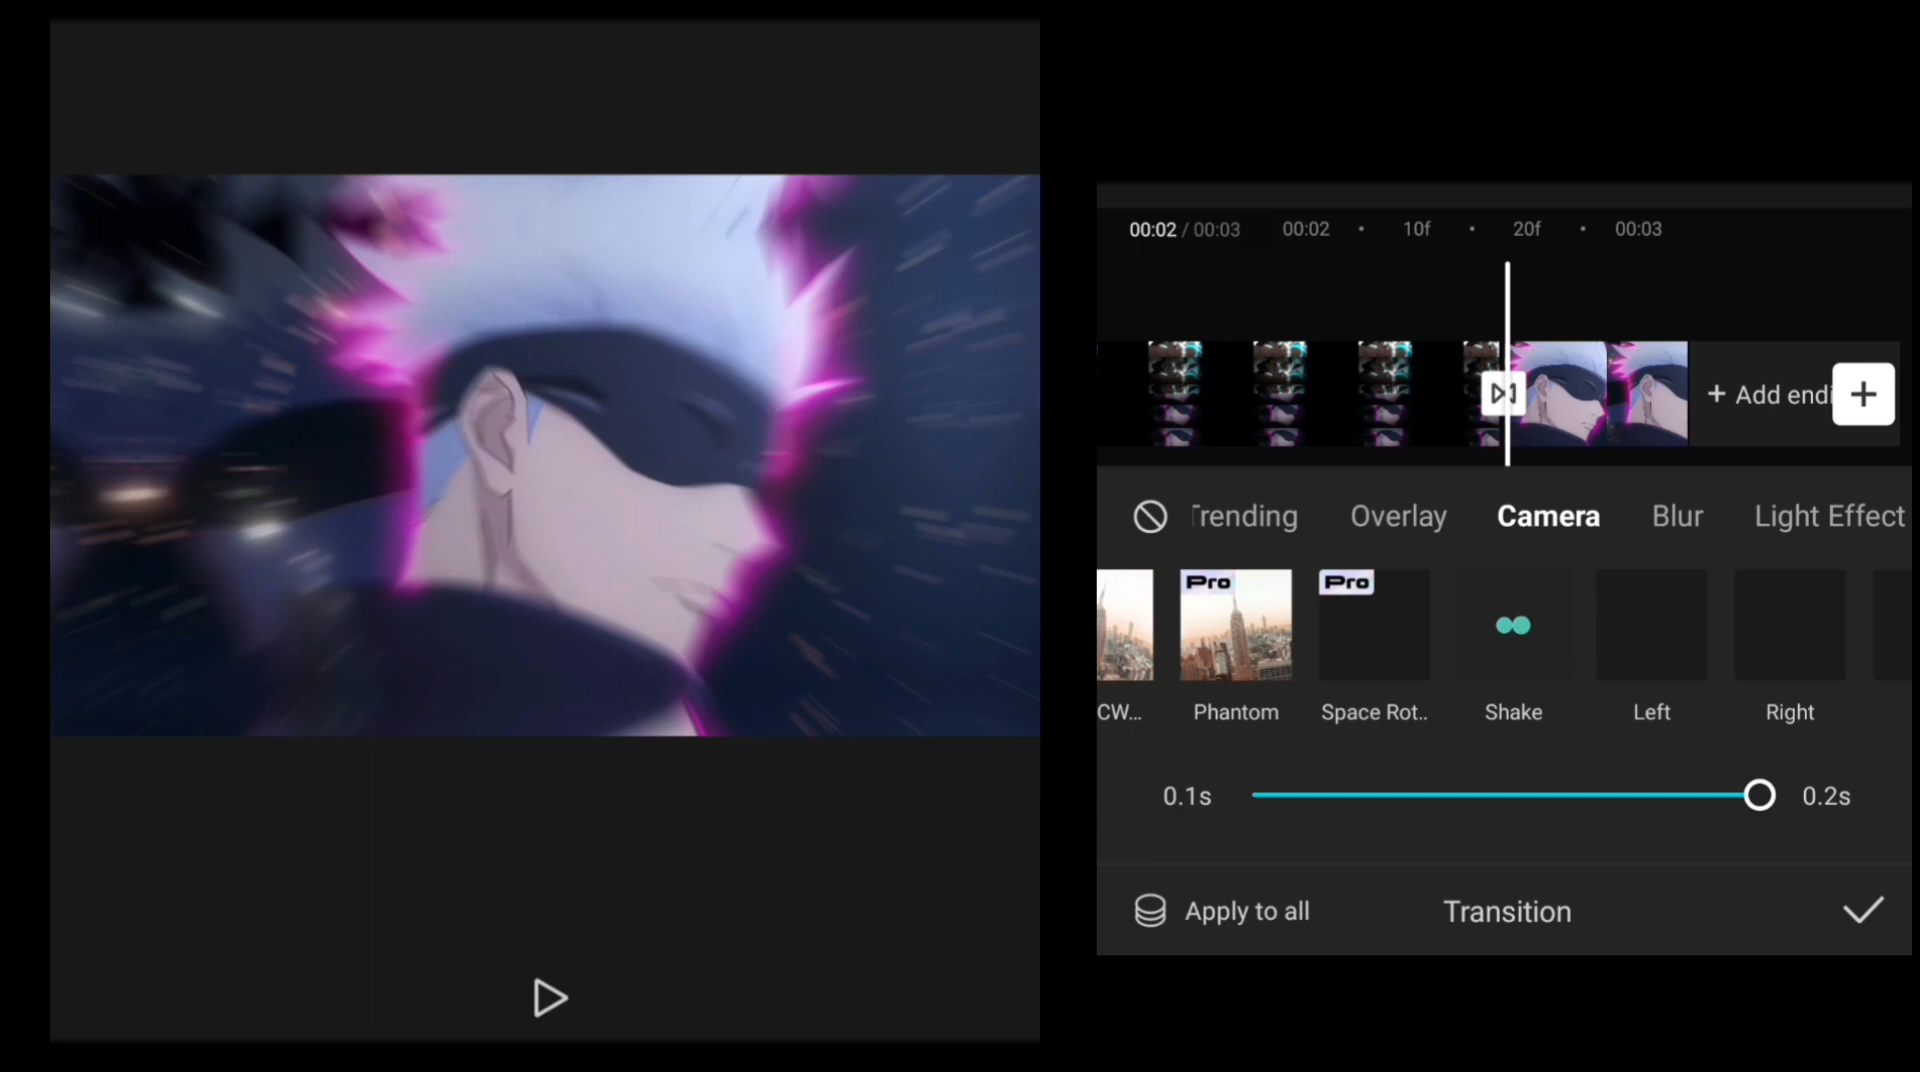 00:02 / 00:03 00:02 10f 20f 00:03
+ Add endi +
Trending Overlay Camera Blur Light Effect
Pro Pro
CW... Phantom Space Rot.. Shake Left Right
0.1s 0.2s
Apply to all Transition